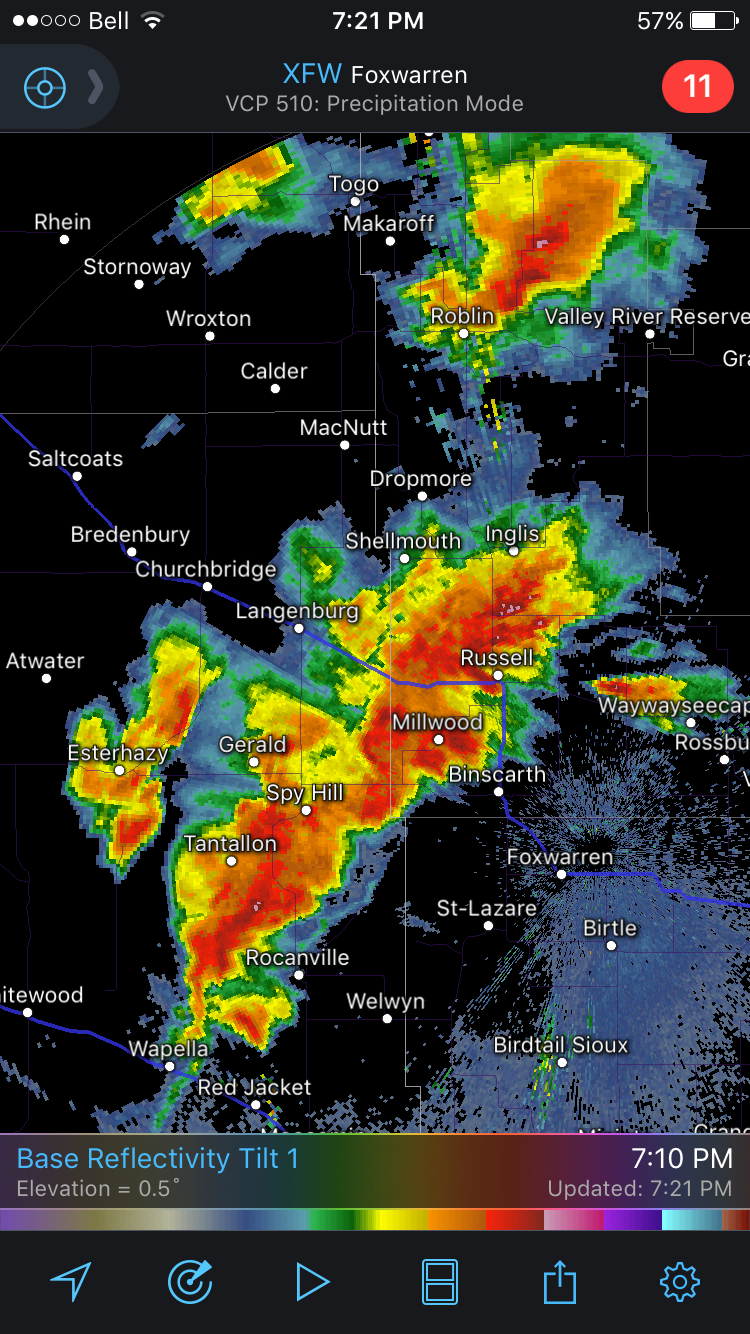 Bell 7:21 PM 57%
XFW Foxwarren
11
VCP 510: Precipitation Mode
Togo
Rhein
Makaroff
Stornoway
Wroxton
Roblin
Valley River Reserve
Calder
MacNutt
Saltcoats
Dropmore
Bredenbury
Shellmouth
Inglis
Churchbridge
Langenburg
Atwater
Russell
Waywayseecap
Millwood
Esterhazy
Gerald
Rossbu
Binscarth
Spy Hill
Tantallon
Foxwarren
St-Lazare
Birtle
Rocanville
itewood
Welwyn
Wapella
Birdtail Sioux
Red Jacket
Base Reflectivity Tilt 1
7:10 PM
Elevation = 0.5°
Updated: 7:21 PM